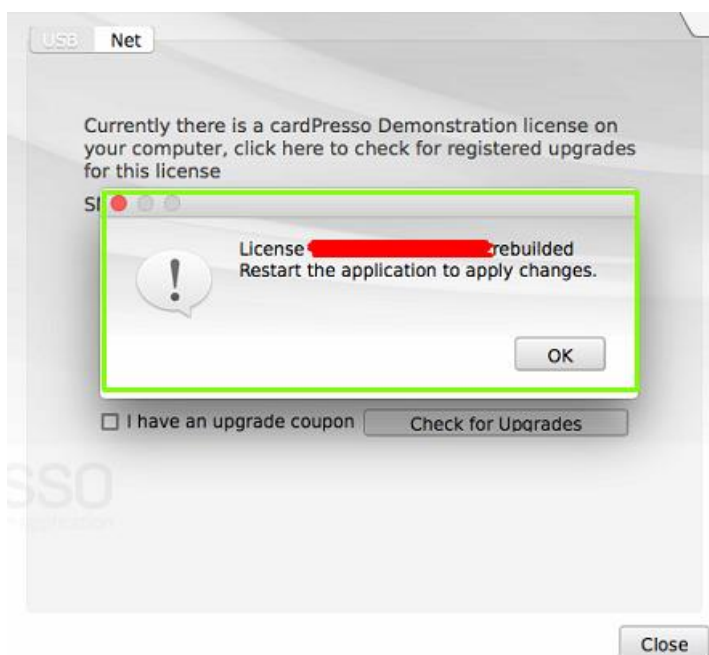 USB Net
Currently there is a cardPresso Demonstration license on
your computer, click here to check for registered upgrades
for this license
License rebuilded
Restart the application to apply changes.
OK
I have an upgrade coupon Check for Upgrades
SSO
application
Close